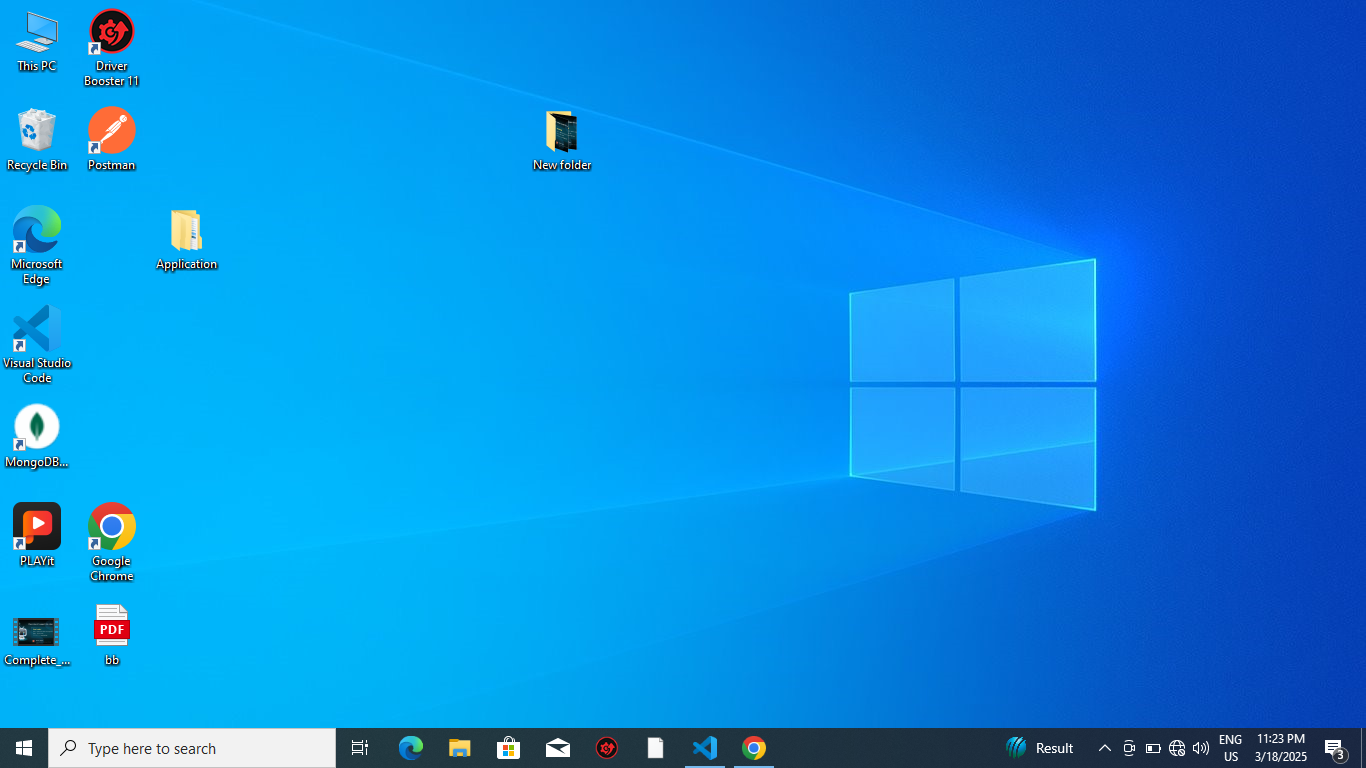 This PC
Driver
Booster 11
Recycle Bin
Postman
New folder
Microsoft
Edge
Application
Visual Studio
Code
MongoDB...
PLAYit
Google
Chrome
Complete_...
PDF
bb
Type here to search
Result
ENG
US
11:23 PM
3/18/2025
3